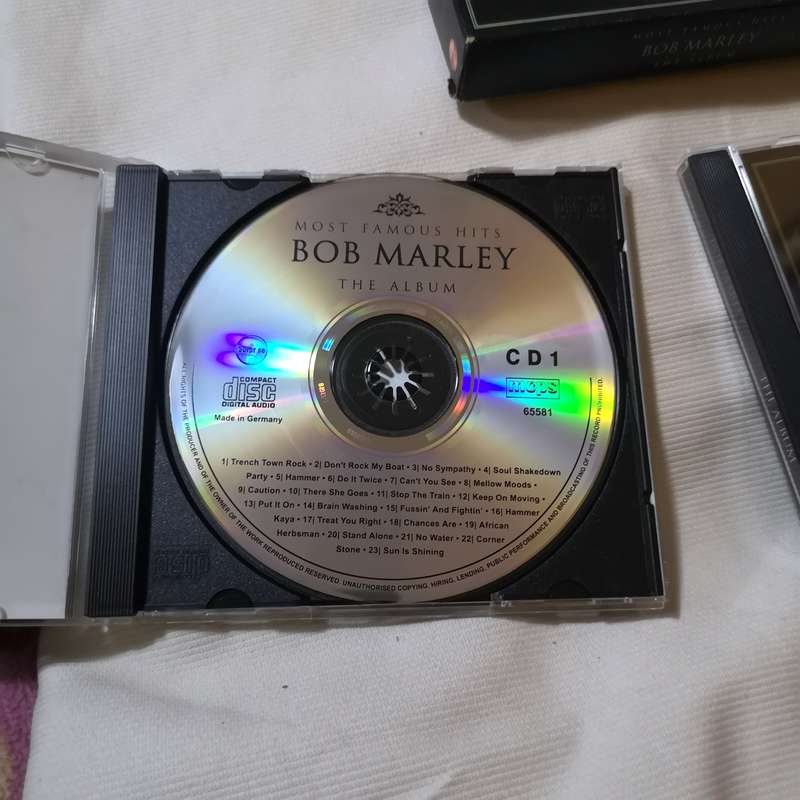 MOST FAMOUS HITS
BOB MARLEY
THE ALBUM
MOST FAMOUS HITS
BOB MARLEY
THE ALBUM
CD 1
mcps
65581
COMPACT
disc
DIGITAL AUDIO
Made in Germany
1| Trench Town Rock • 2| Don't Rock My Boat • 3| No Sympathy • 4| Soul Shakedown
Party • 5| Hammer • 6| Do It Twice • 7| Can't You See • 8| Mellow Moods •
9| Caution • 10| There She Goes • 11| Stop The Train • 12| Keep On Moving •
13| Put It On • 14| Brain Washing • 15| Fussin' And Fightin' • 16| Hammer
Kaya • 17| Treat You Right • 18| Chances Are • 19| African
Herbsman • 20| Stand Alone • 21| No Water • 22| Corner
Stone • 23| Sun Is Shining
ALL RIGHTS OF THE PRODUCER AND OF THE OWNER OF THE WORK REPRODUCED RESERVED. UNAUTHORISED COPYING, HIRING, LENDING, PUBLIC PERFORMANCE AND BROADCASTING OF THIS RECORD PROHIBITED.
disc
THE ALBUM